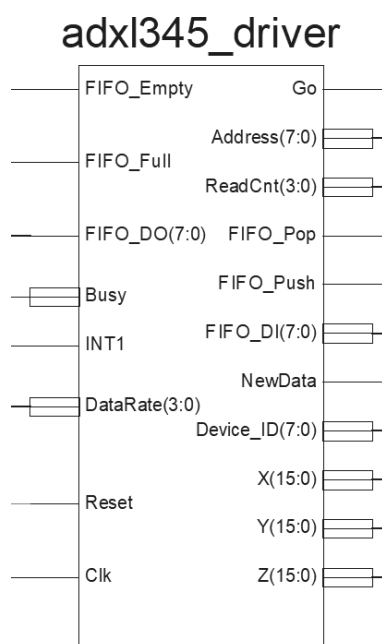 adxl345_driver
FIFO_Empty
FIFO_Full
FIFO_DO(7:0)
Busy
INT1
DataRate(3:0)
Reset
Clk
Go
Address(7:0)
ReadCnt(3:0)
FIFO_Pop
FIFO_Push
FIFO_DI(7:0)
NewData
Device_ID(7:0)
X(15:0)
Y(15:0)
Z(15:0)